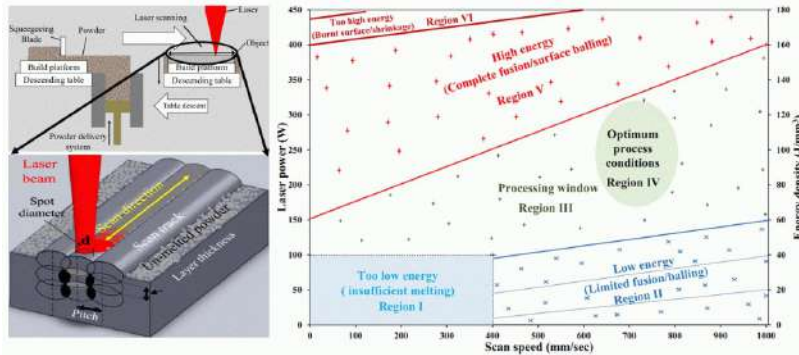 Laser
Laser scanning
Squeegeeing
Blade
Powder
Object
Build platform
Descending table
Build platform
Descending table
Table descent
Powder delivery
system
Laser
beam
Spot
diameter
d
Scan direction
Scan track
Un-melted powder
Layer thickness
Pitch
Laser power (W)
450
400
350
300
250
200
150
100
50
0
Too high energy
(Burnt surface/shrinkage)
Region VI
High energy
(Complete fusion/surface balling)
Region V
Optimum
process
conditions
Region IV
Processing window
Region III
Too low energy
( insufficient melting)
Region I
Low energy
(Limited fusion/balling)
Region II
0 100 200 300 400 500 600 700 800 900 1000
Scan speed (mm/sec)
180
160
140
120
100
80
60
40
20
0
Energy density (J/mm³)